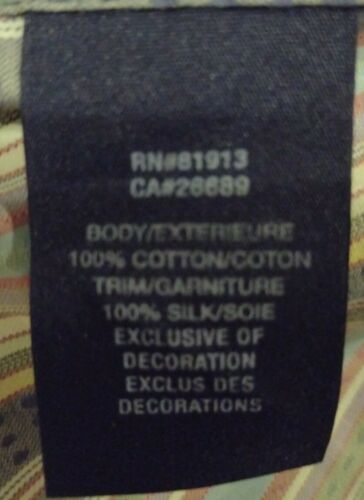 RN#81913
CA#26689
BODY/EXTERIEURE
100% COTTON/COTON
TRIM/GARNITURE
100% SILK/SOIE
EXCLUSIVE OF
DECORATION
EXCLUS DES
DECORATIONS